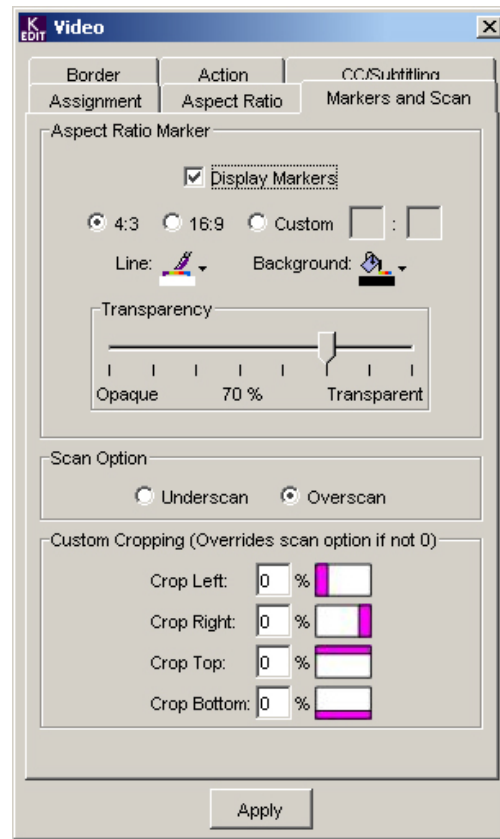 K EDIT Video
Border Action CC/Subtitling
Assignment Aspect Ratio Markers and Scan
Aspect Ratio Marker
Display Markers
4:3 16:9 Custom :
Line: Background:
Transparency
Opaque 70 % Transparent
Scan Option
Underscan Overscan
Custom Cropping (Overrides scan option if not 0)
Crop Left: 0 %
Crop Right: 0 %
Crop Top: 0 %
Crop Bottom: 0 %
Apply